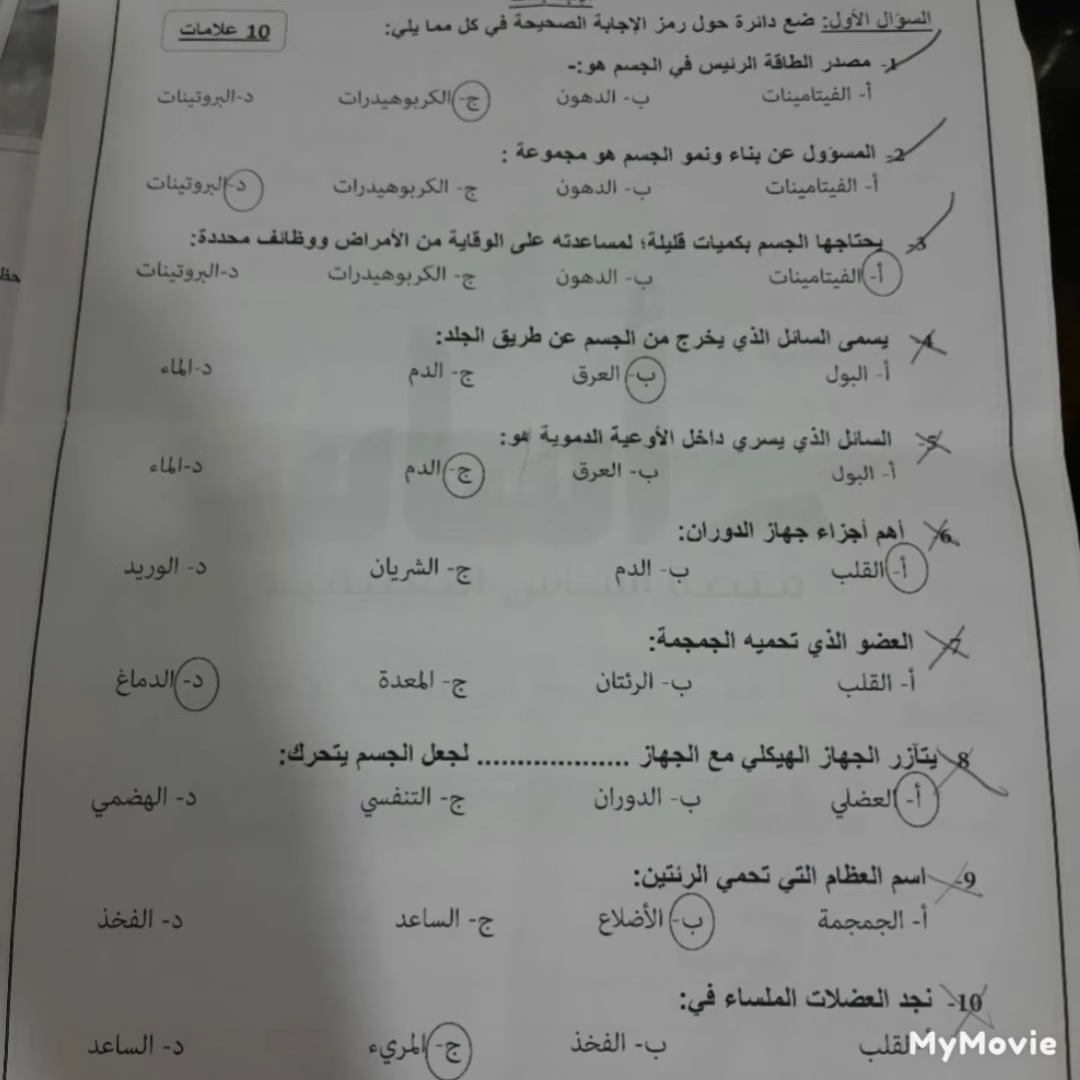 السؤال الأول: ضع دائرة حول رمز الإجابة الصحيحة في كل مما يلي:
10 علامات
1- مصدر الطاقة الرئيس في الجسم هو:-
أ- الفيتامينات ب- الدهون ج- الكربوهيدرات د-البروتينات
2- المسؤول عن بناء ونمو الجسم هو مجموعة :
أ- الفيتامينات ب- الدهون ج- الكربوهيدرات د-البروتينات
3- يحتاجها الجسم بكميات قليلة؛ لمساعدته على الوقاية من الأمراض ووظائف محددة:
أ- الفيتامينات ب- الدهون ج- الكربوهيدرات د-البروتينات
4- يسمى السائل الذي يخرج من الجسم عن طريق الجلد:
أ- البول ب- العرق ج- الدم د-الماء
5- السائل الذي يسري داخل الأوعية الدموية هو:
أ- البول ب- العرق ج- الدم د-الماء
6- أهم أجزاء جهاز الدوران:
أ- القلب ب- الدم ج- الشريان د- الوريد
7- العضو الذي تحميه الجمجمة:
أ- القلب ب- الرئتان ج- المعدة د- الدماغ
8- يتآزر الجهاز الهيكلي مع الجهاز ................... لجعل الجسم يتحرك:
أ- العضلي ب- الدوران ج- التنفسي د- الهضمي
9- اسم العظام التي تحمي الرئتين:
أ- الجمجمة ب- الأضلاع ج- الساعد د- الفخذ
10- نجد العضلات الملساء في:
القلب ب- الفخذ ج- المريء د- الساعد
MyMovie